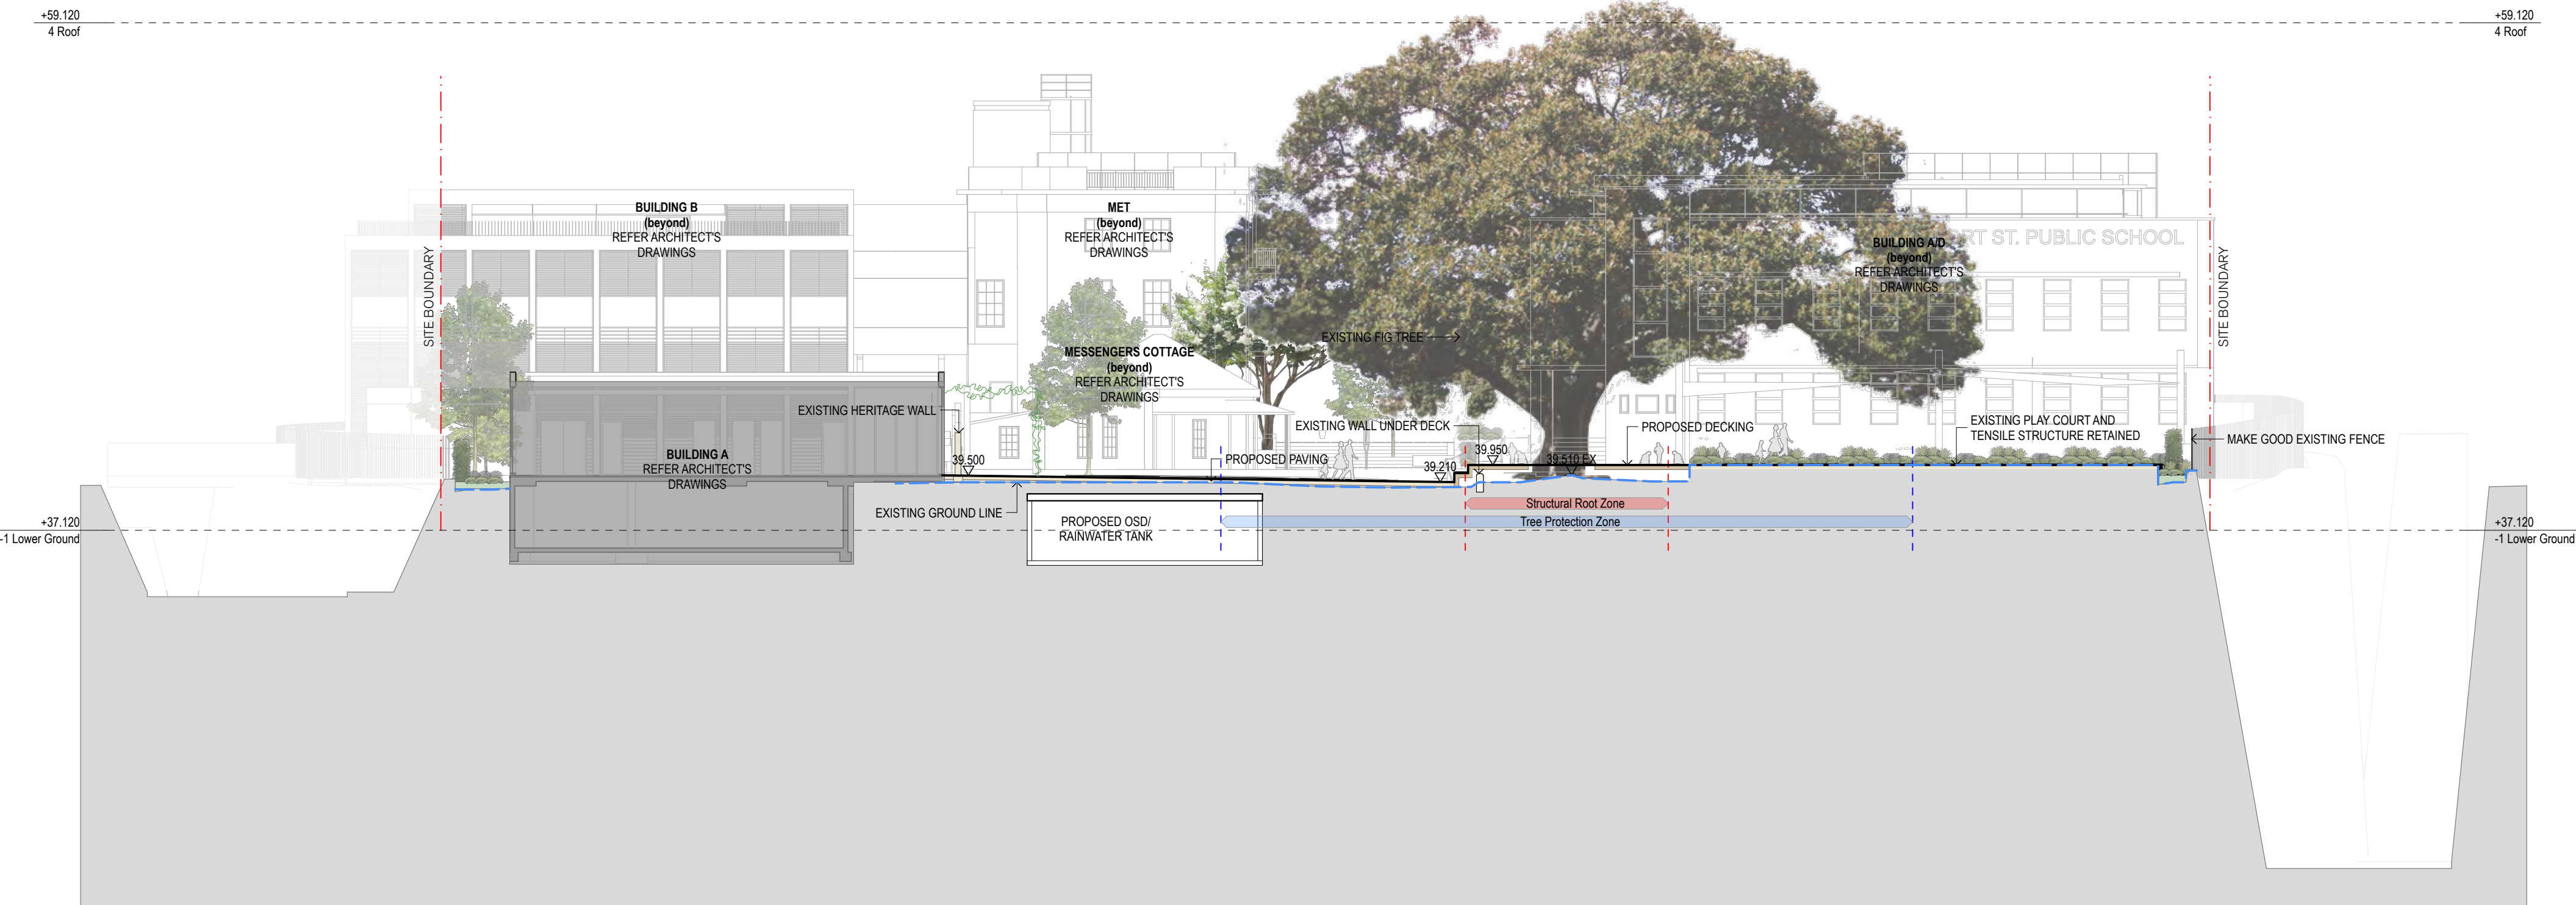 +59.120
4 Roof
+59.120
4 Roof
SITE BOUNDARY
BUILDING B
(beyond)
REFER ARCHITECT'S
DRAWINGS
MET
(beyond)
REFER ARCHITECT'S
DRAWINGS
ORT ST. PUBLIC SCHOOL
BUILDING A/D
(beyond)
REFER ARCHITECT'S
DRAWINGS
SITE BOUNDARY
EXISTING FIG TREE
MESSENGERS COTTAGE
(beyond)
REFER ARCHITECT'S
DRAWINGS
EXISTING HERITAGE WALL
EXISTING WALL UNDER DECK
PROPOSED DECKING
EXISTING PLAY COURT AND
TENSILE STRUCTURE RETAINED
MAKE GOOD EXISTING FENCE
BUILDING A
REFER ARCHITECT'S
DRAWINGS
39.500
PROPOSED PAVING
39.210
39.950
39.510 EX
EXISTING GROUND LINE
Structural Root Zone
PROPOSED OSD/
RAINWATER TANK
Tree Protection Zone
+37.120
-1 Lower Ground
+37.120
-1 Lower Ground